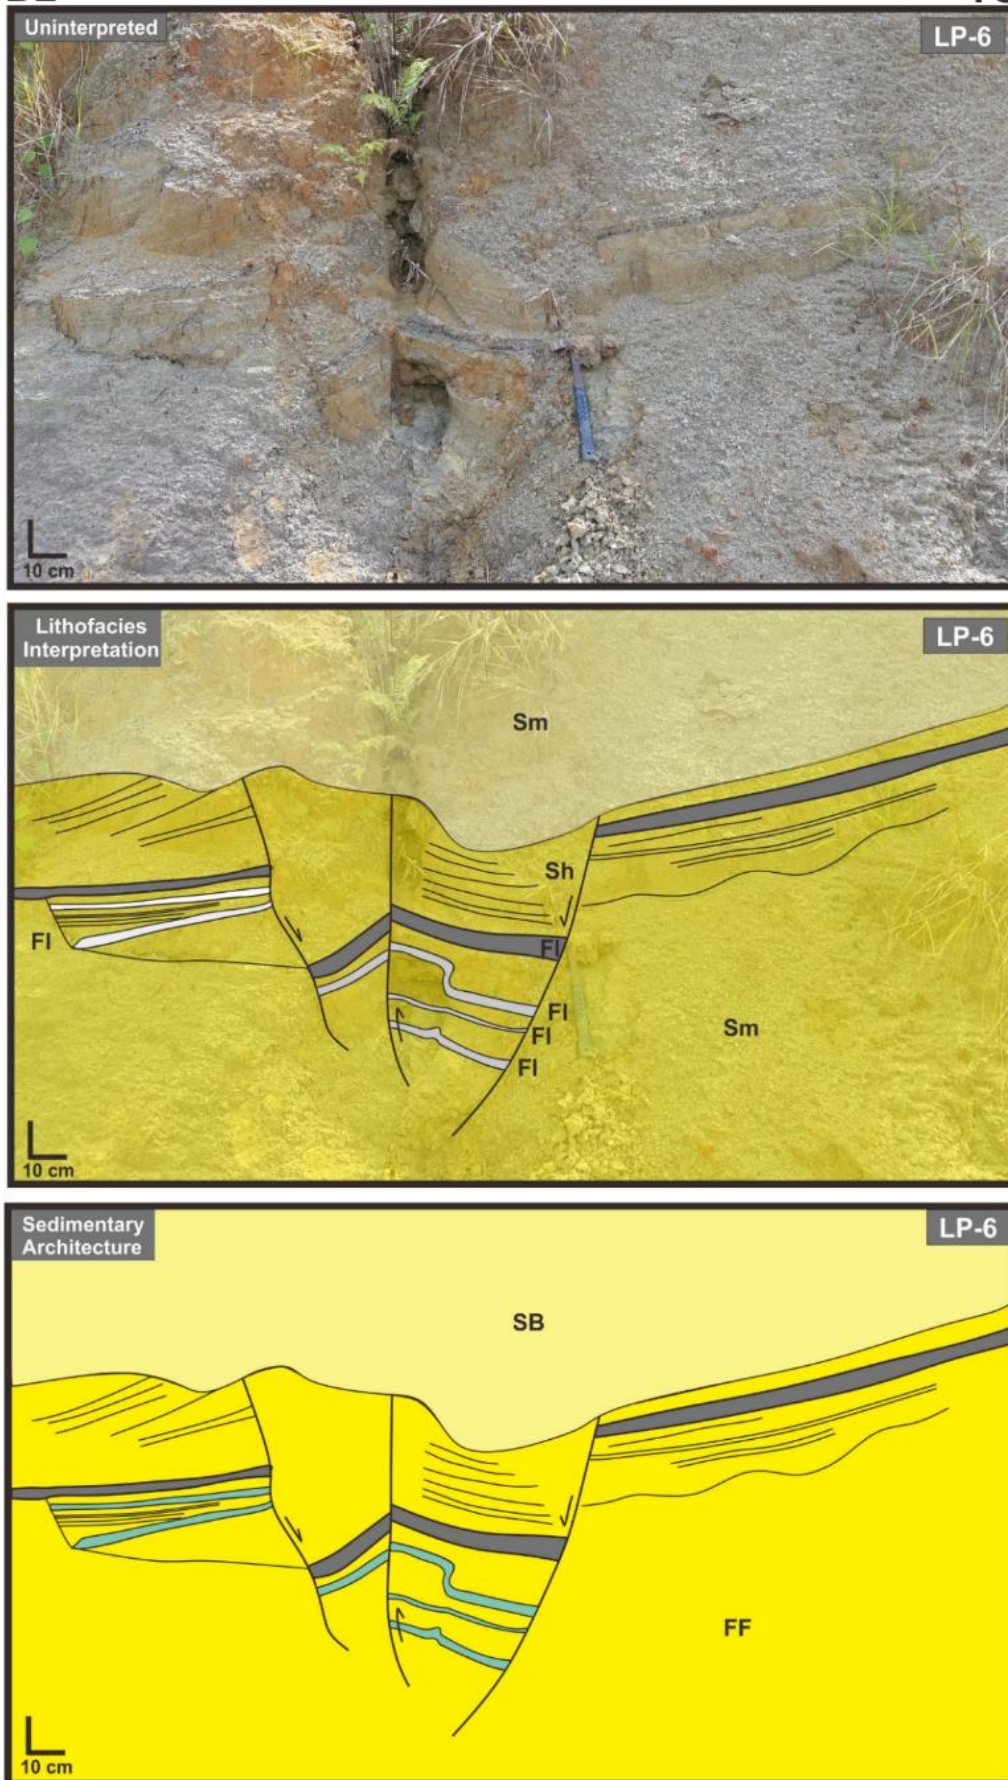 Uninterpreted
LP-6
10 cm
Lithofacies
Interpretation
LP-6
Sm
Sh
Fl
Fl
Fl
Fl
Fl
Sm
10 cm
Sedimentary
Architecture
LP-6
SB
FF
10 cm